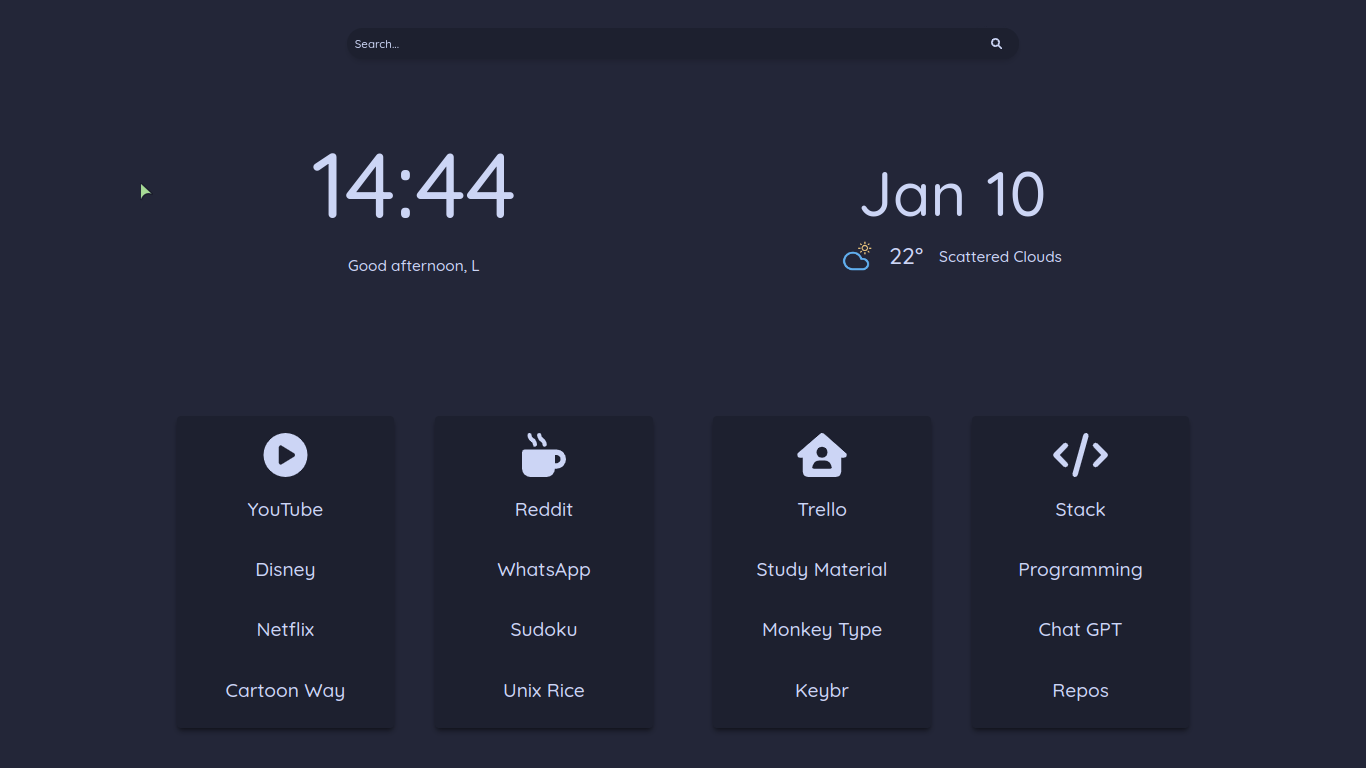 Search...
14:44
Good afternoon, L
Jan 10
22° Scattered Clouds
YouTube
Disney
Netflix
Cartoon Way
Reddit
WhatsApp
Sudoku
Unix Rice
Trello
Study Material
Monkey Type
Keybr
Stack
Programming
Chat GPT
Repos